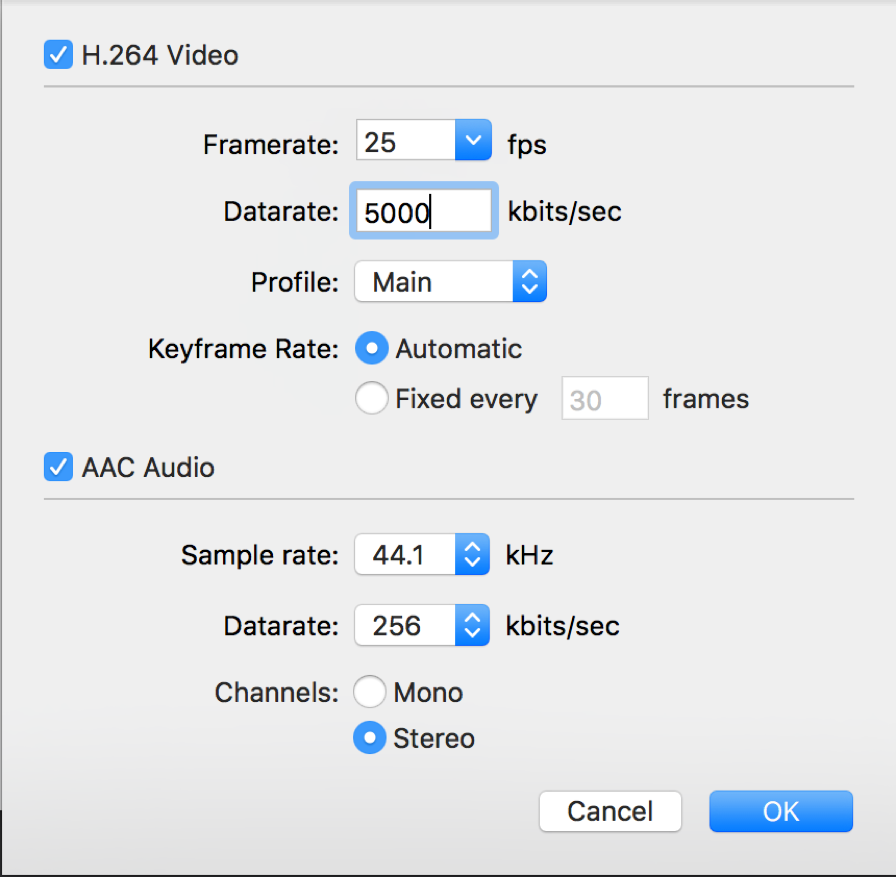 H.264 Video
Framerate: 25 fps
Datarate: 5000 kbits/sec
Profile: Main
Keyframe Rate: Automatic
Fixed every 30 frames
AAC Audio
Sample rate: 44.1 kHz
Datarate: 256 kbits/sec
Channels: Mono
Stereo
Cancel OK